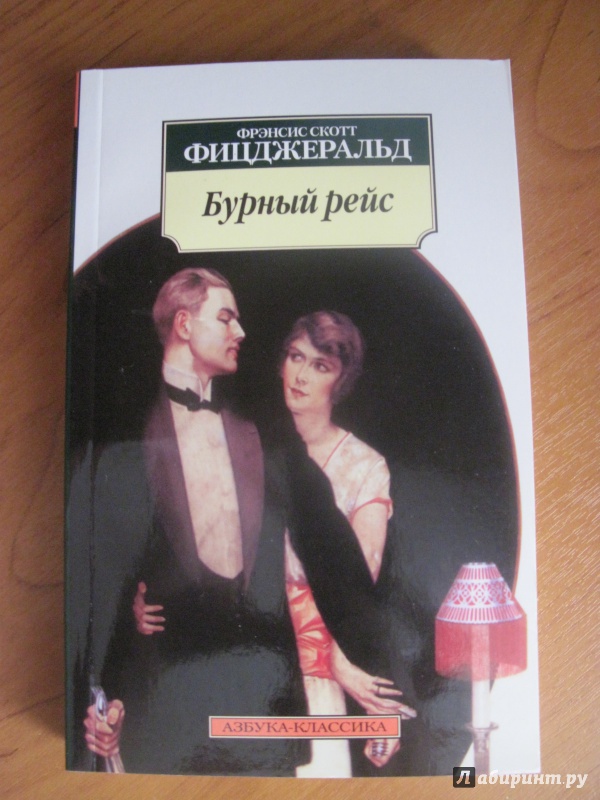 ФРЭНСИС СКОТТ
ФИЦДЖЕРАЛЬД
Бурный рейс
АЗБУКА-КЛАССИКА
Лабиринт.ру